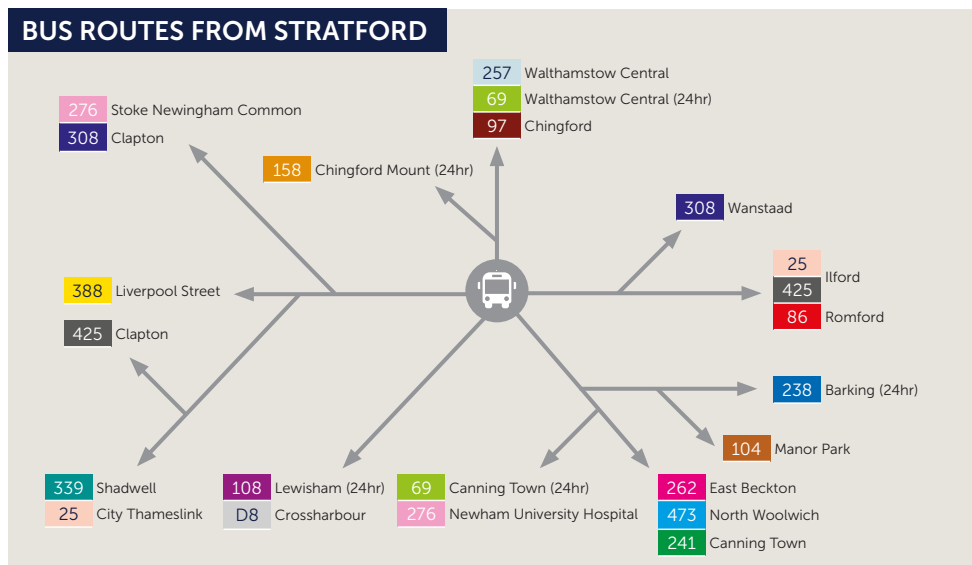 BUS ROUTES FROM STRATFORD
257 Walthamstow Central
69 Walthamstow Central (24hr)
97 Chingford
276 Stoke Newingham Common
308 Clapton
158 Chingford Mount (24hr)
308 Wanstaad
25
Ilford
425
86 Romford
388 Liverpool Street
425 Clapton
238 Barking (24hr)
104 Manor Park
339 Shadwell
25 City Thameslink
108 Lewisham (24hr)
D8 Crossharbour
69 Canning Town (24hr)
276 Newham University Hospital
262 East Beckton
473 North Woolwich
241 Canning Town